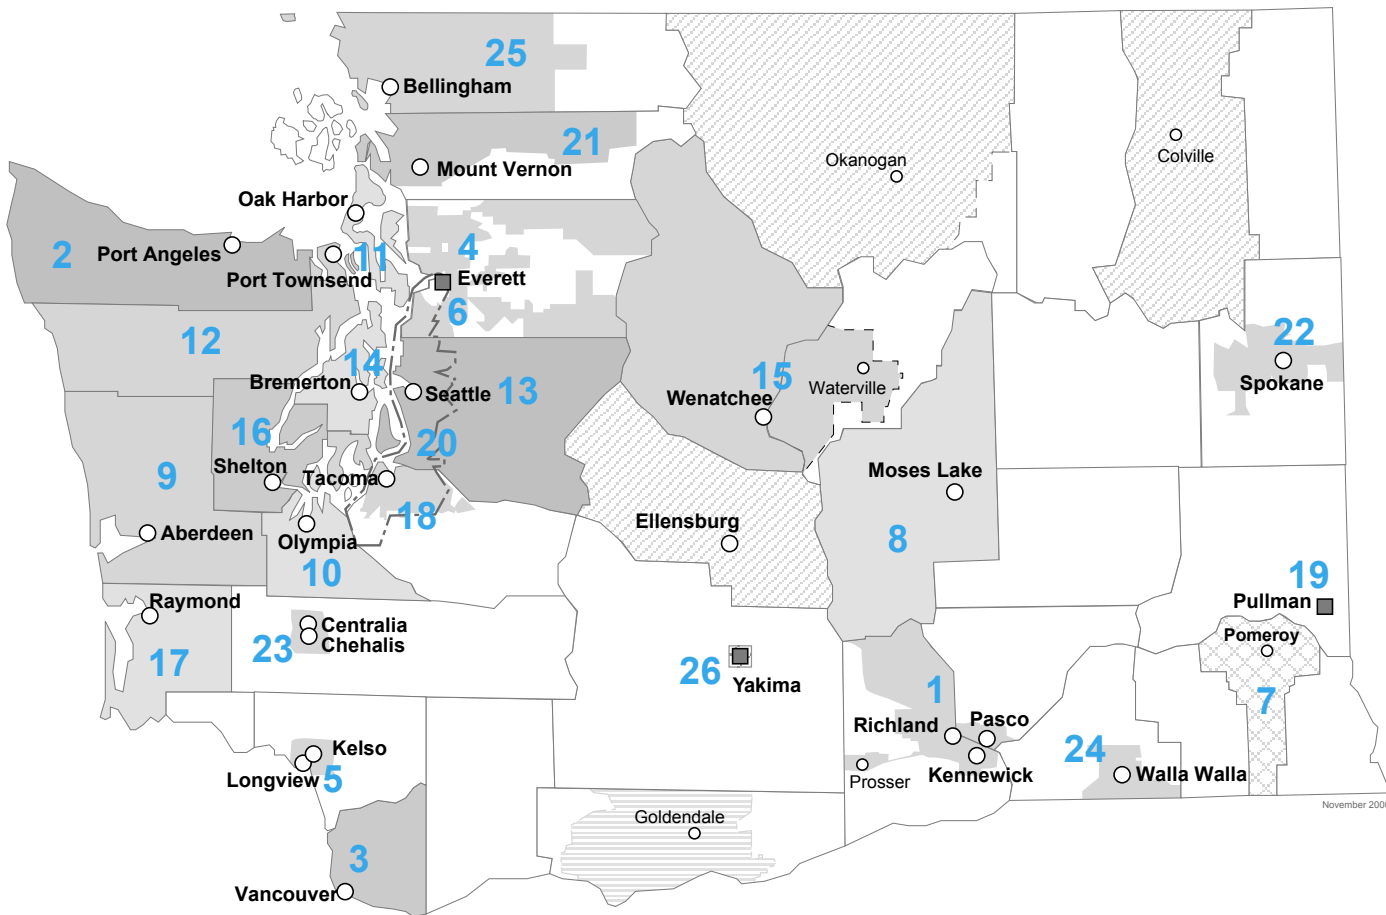 25
Bellingham
21
Mount Vernon
Okanogan
Colville
Oak Harbor
2
Port Angeles
11
4
Port Townsend
Everett
6
12
14
22
Bremerton
Seattle
13
15
Waterville
Spokane
Wenatchee
16
20
Shelton
Tacoma
9
Moses Lake
18
Ellensburg
Aberdeen
Olympia
8
10
19
Raymond
Pullman
Centralia
Chehalis
23
Pomeroy
17
26
Yakima
1
7
Richland
Pasco
24
Kelso
Longview
5
Prosser
Kennewick
Walla Walla
November 200
Goldendale
3
Vancouver